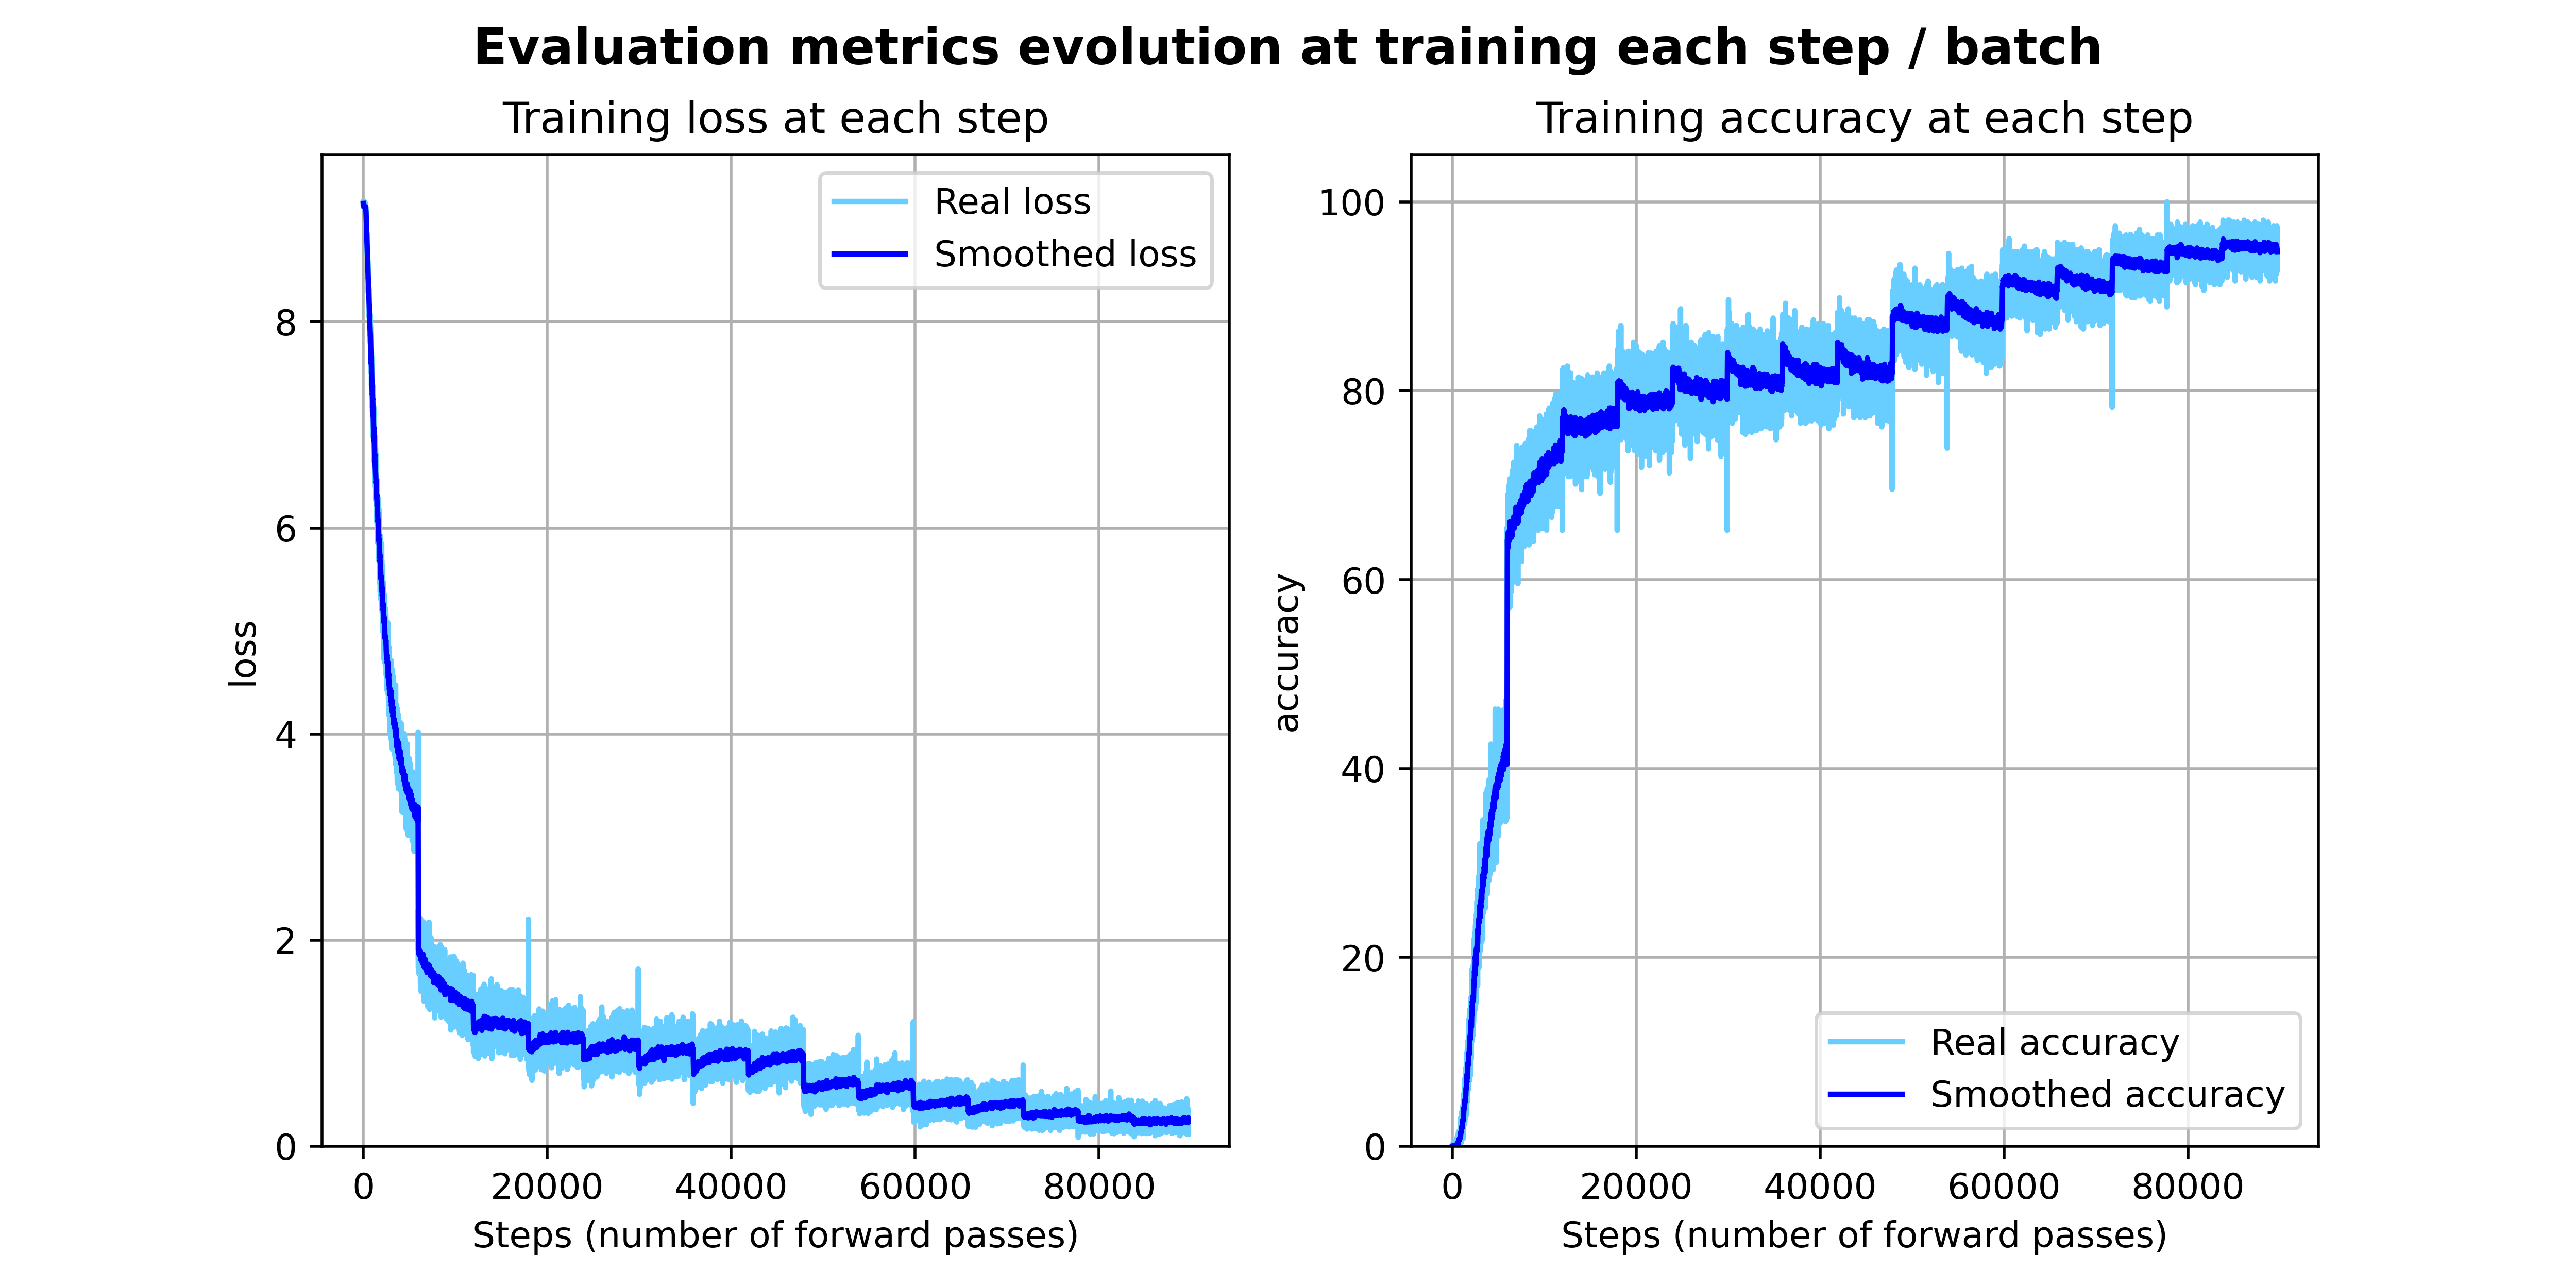 Evaluation metrics evolution at training each step / batch
Training loss at each step
Real loss
Smoothed loss
loss
8
6
4
2
0
0 20000 40000 60000 80000
Steps (number of forward passes)
Training accuracy at each step
accuracy
100
80
60
40
20
0
Real accuracy
Smoothed accuracy
0 20000 40000 60000 80000
Steps (number of forward passes)